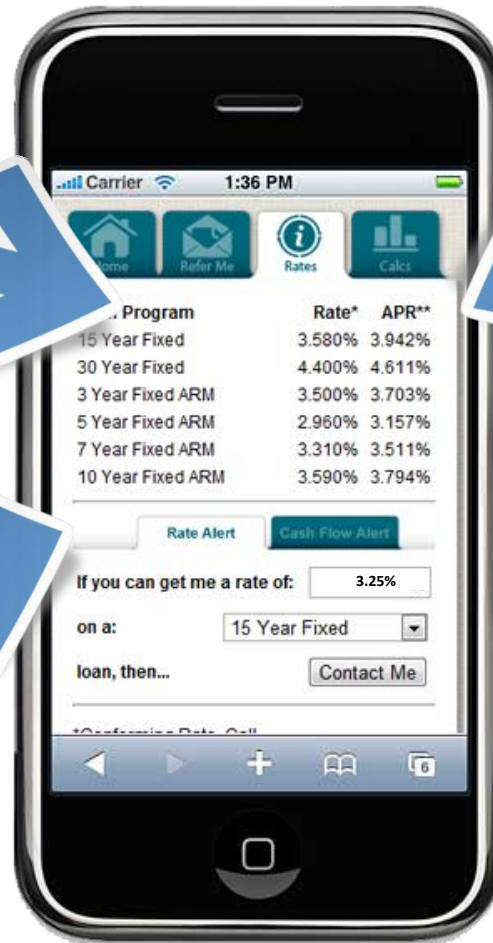 Carrier 1:36 PM
Home Refer Me Rates Calcs
Program Rate* APR**
15 Year Fixed 3.580% 3.942%
30 Year Fixed 4.400% 4.611%
3 Year Fixed ARM 3.500% 3.703%
5 Year Fixed ARM 2.960% 3.157%
7 Year Fixed ARM 3.310% 3.511%
10 Year Fixed ARM 3.590% 3.794%
Rate Alert Cash Flow Alert
If you can get me a rate of: 3.25%
on a: 15 Year Fixed
loan, then... Contact Me
*Conforming Rate. Call
6